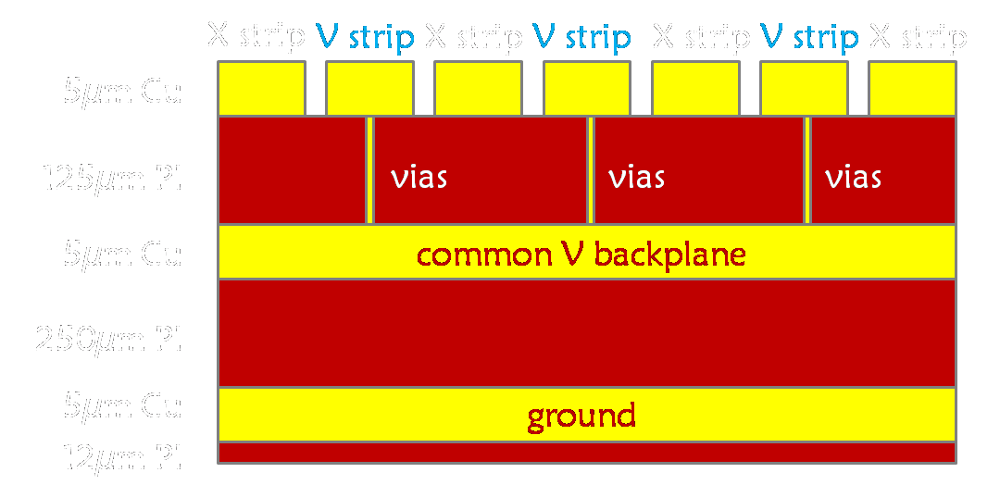 X strip V strip X strip V strip X strip V strip X strip
5µm Cu
125µm PI
vias vias vias
5µm Cu
common V backplane
250µm PI
5µm Cu
ground
12µm PI